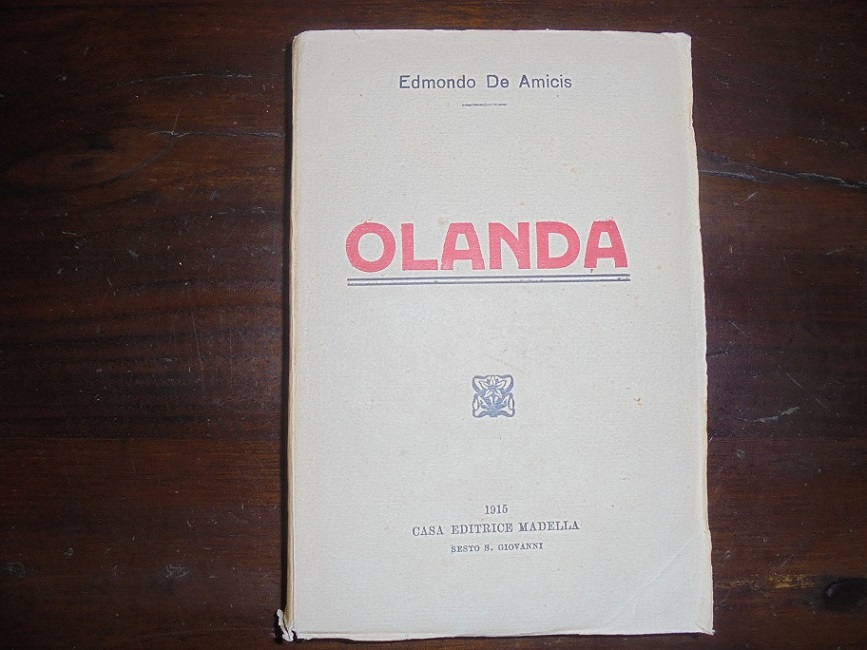 Edmondo De Amicis
OLANDA
1915
CASA EDITRICE MADELLA
SESTO S. GIOVANNI